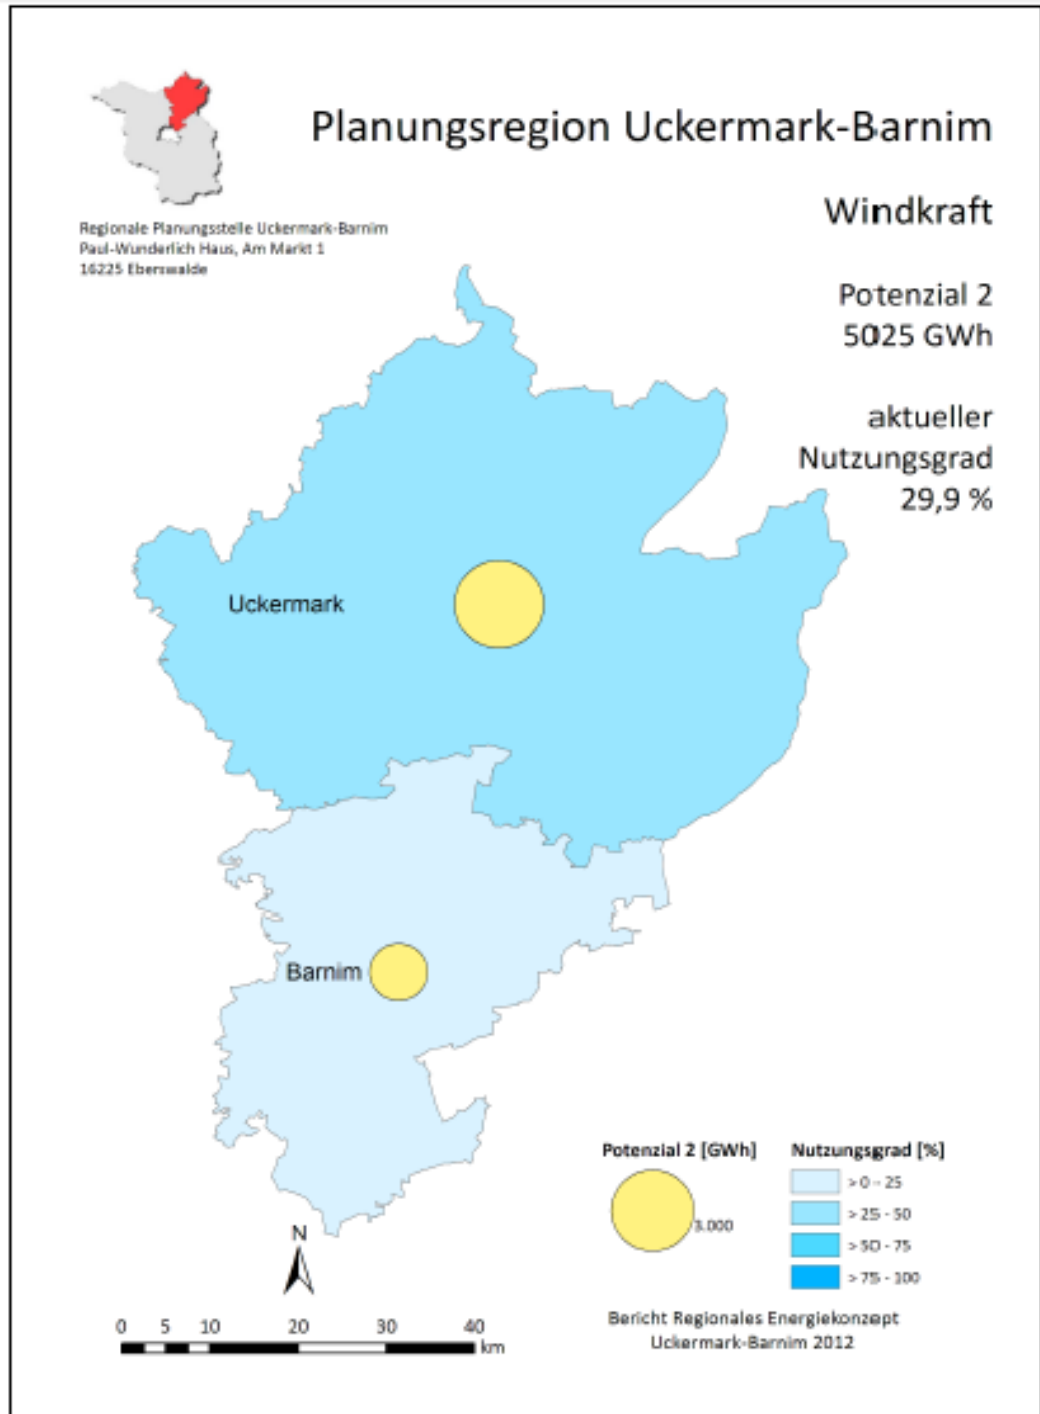 Planungsregion Uckermark-Barnim
Windkraft
Regionale Planungsstelle Uckermark-Barnim
Paul-Wunderlich Haus, Am Markt 1
16225 Eberswalde
Potenzial 2
5025 GWh
aktueller
Nutzungsgrad
29,9 %
Uckermark
Barnim
Potenzial 2 [GWh]
3.000
Nutzungsgrad [%]
> 0 - 25
> 25 - 50
> 50 - 75
> 75 - 100
N
0 5 10 20 30 40
km
Bericht Regionales Energiekonzept
Uckermark-Barnim 2012